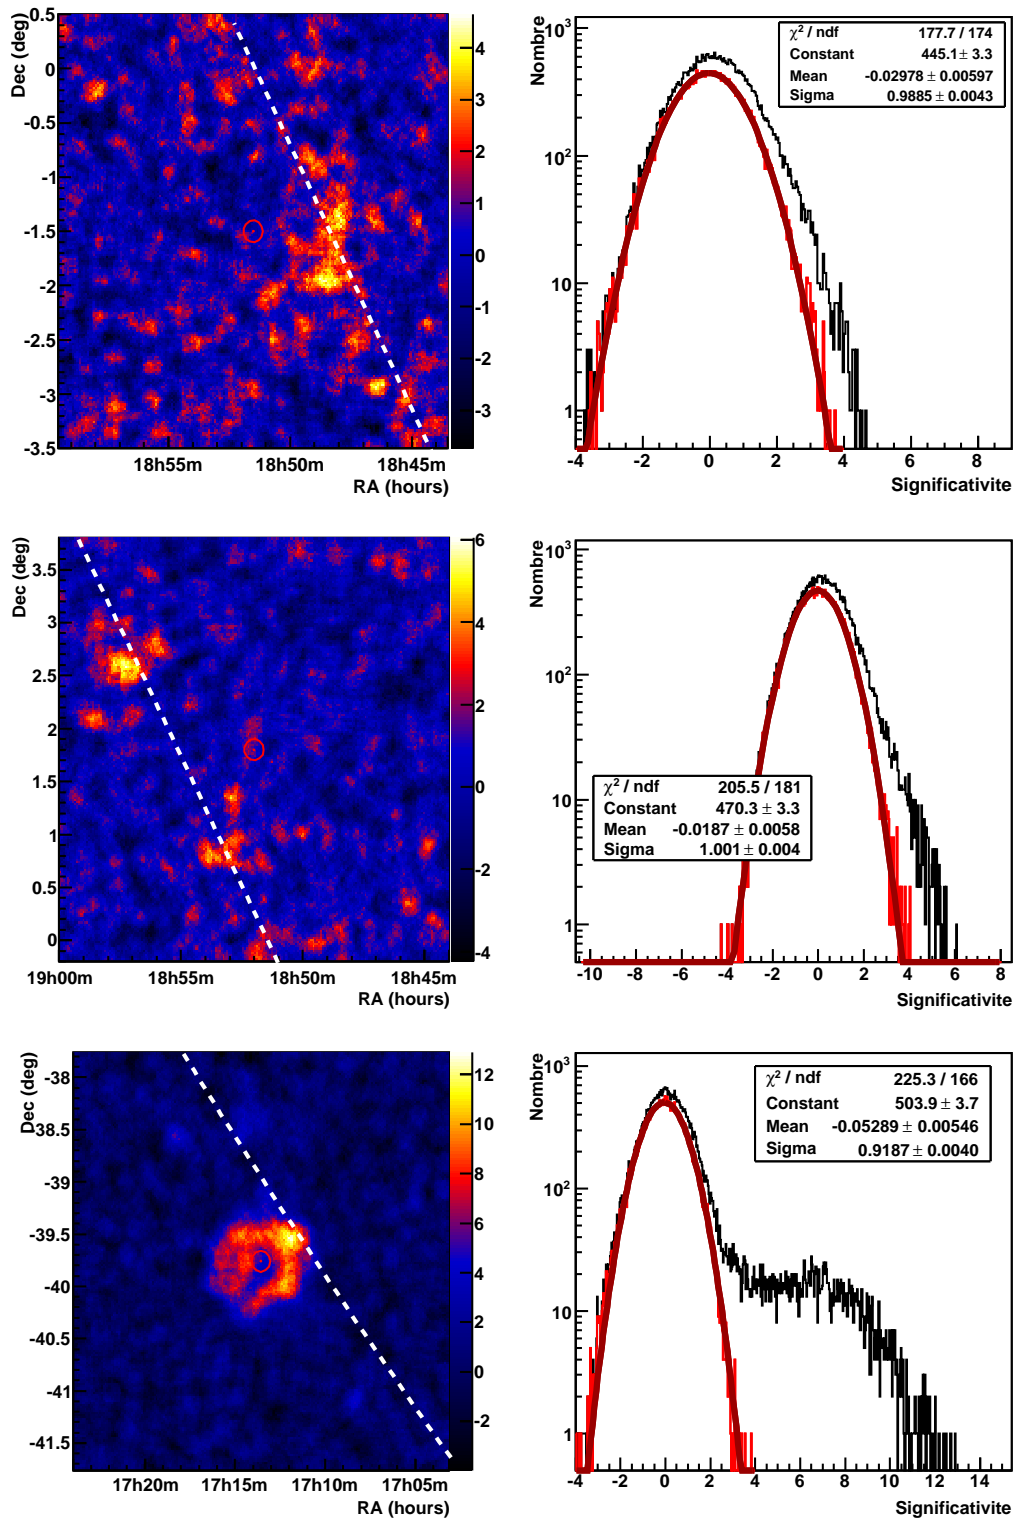 0.5
0
-0.5
-1
-1.5
-2
-2.5
-3
-3.5
Dec (deg)
18h55m 18h50m 18h45m
RA (hours)
4
3
2
1
0
-1
-2
-3
Nombre
10³
10²
10
1
χ² / ndf 177.7 / 174
Constant 445.1 ± 3.3
Mean -0.02978 ± 0.00597
Sigma 0.9885 ± 0.0043
-4 -2 0 2 4 6 8
Significativite
Dec (deg)
3.5
3
2.5
2
1.5
1
0.5
0
19h00m 18h55m 18h50m 18h45m
RA (hours)
6
4
2
0
-2
-4
Nombre
10³
10²
10
1
χ² / ndf 205.5 / 181
Constant 470.3 ± 3.3
Mean -0.0187 ± 0.0058
Sigma 1.001 ± 0.004
-10 -8 -6 -4 -2 0 2 4 6 8
Significativite
Dec (deg)
-38
-38.5
-39
-39.5
-40
-40.5
-41
-41.5
17h20m 17h15m 17h10m 17h05m
RA (hours)
12
10
8
6
4
2
0
-2
Nombre
10³
10²
10
1
χ² / ndf 225.3 / 166
Constant 503.9 ± 3.7
Mean -0.05289 ± 0.00546
Sigma 0.9187 ± 0.0040
-4 -2 0 2 4 6 8 10 12 14
Significativite